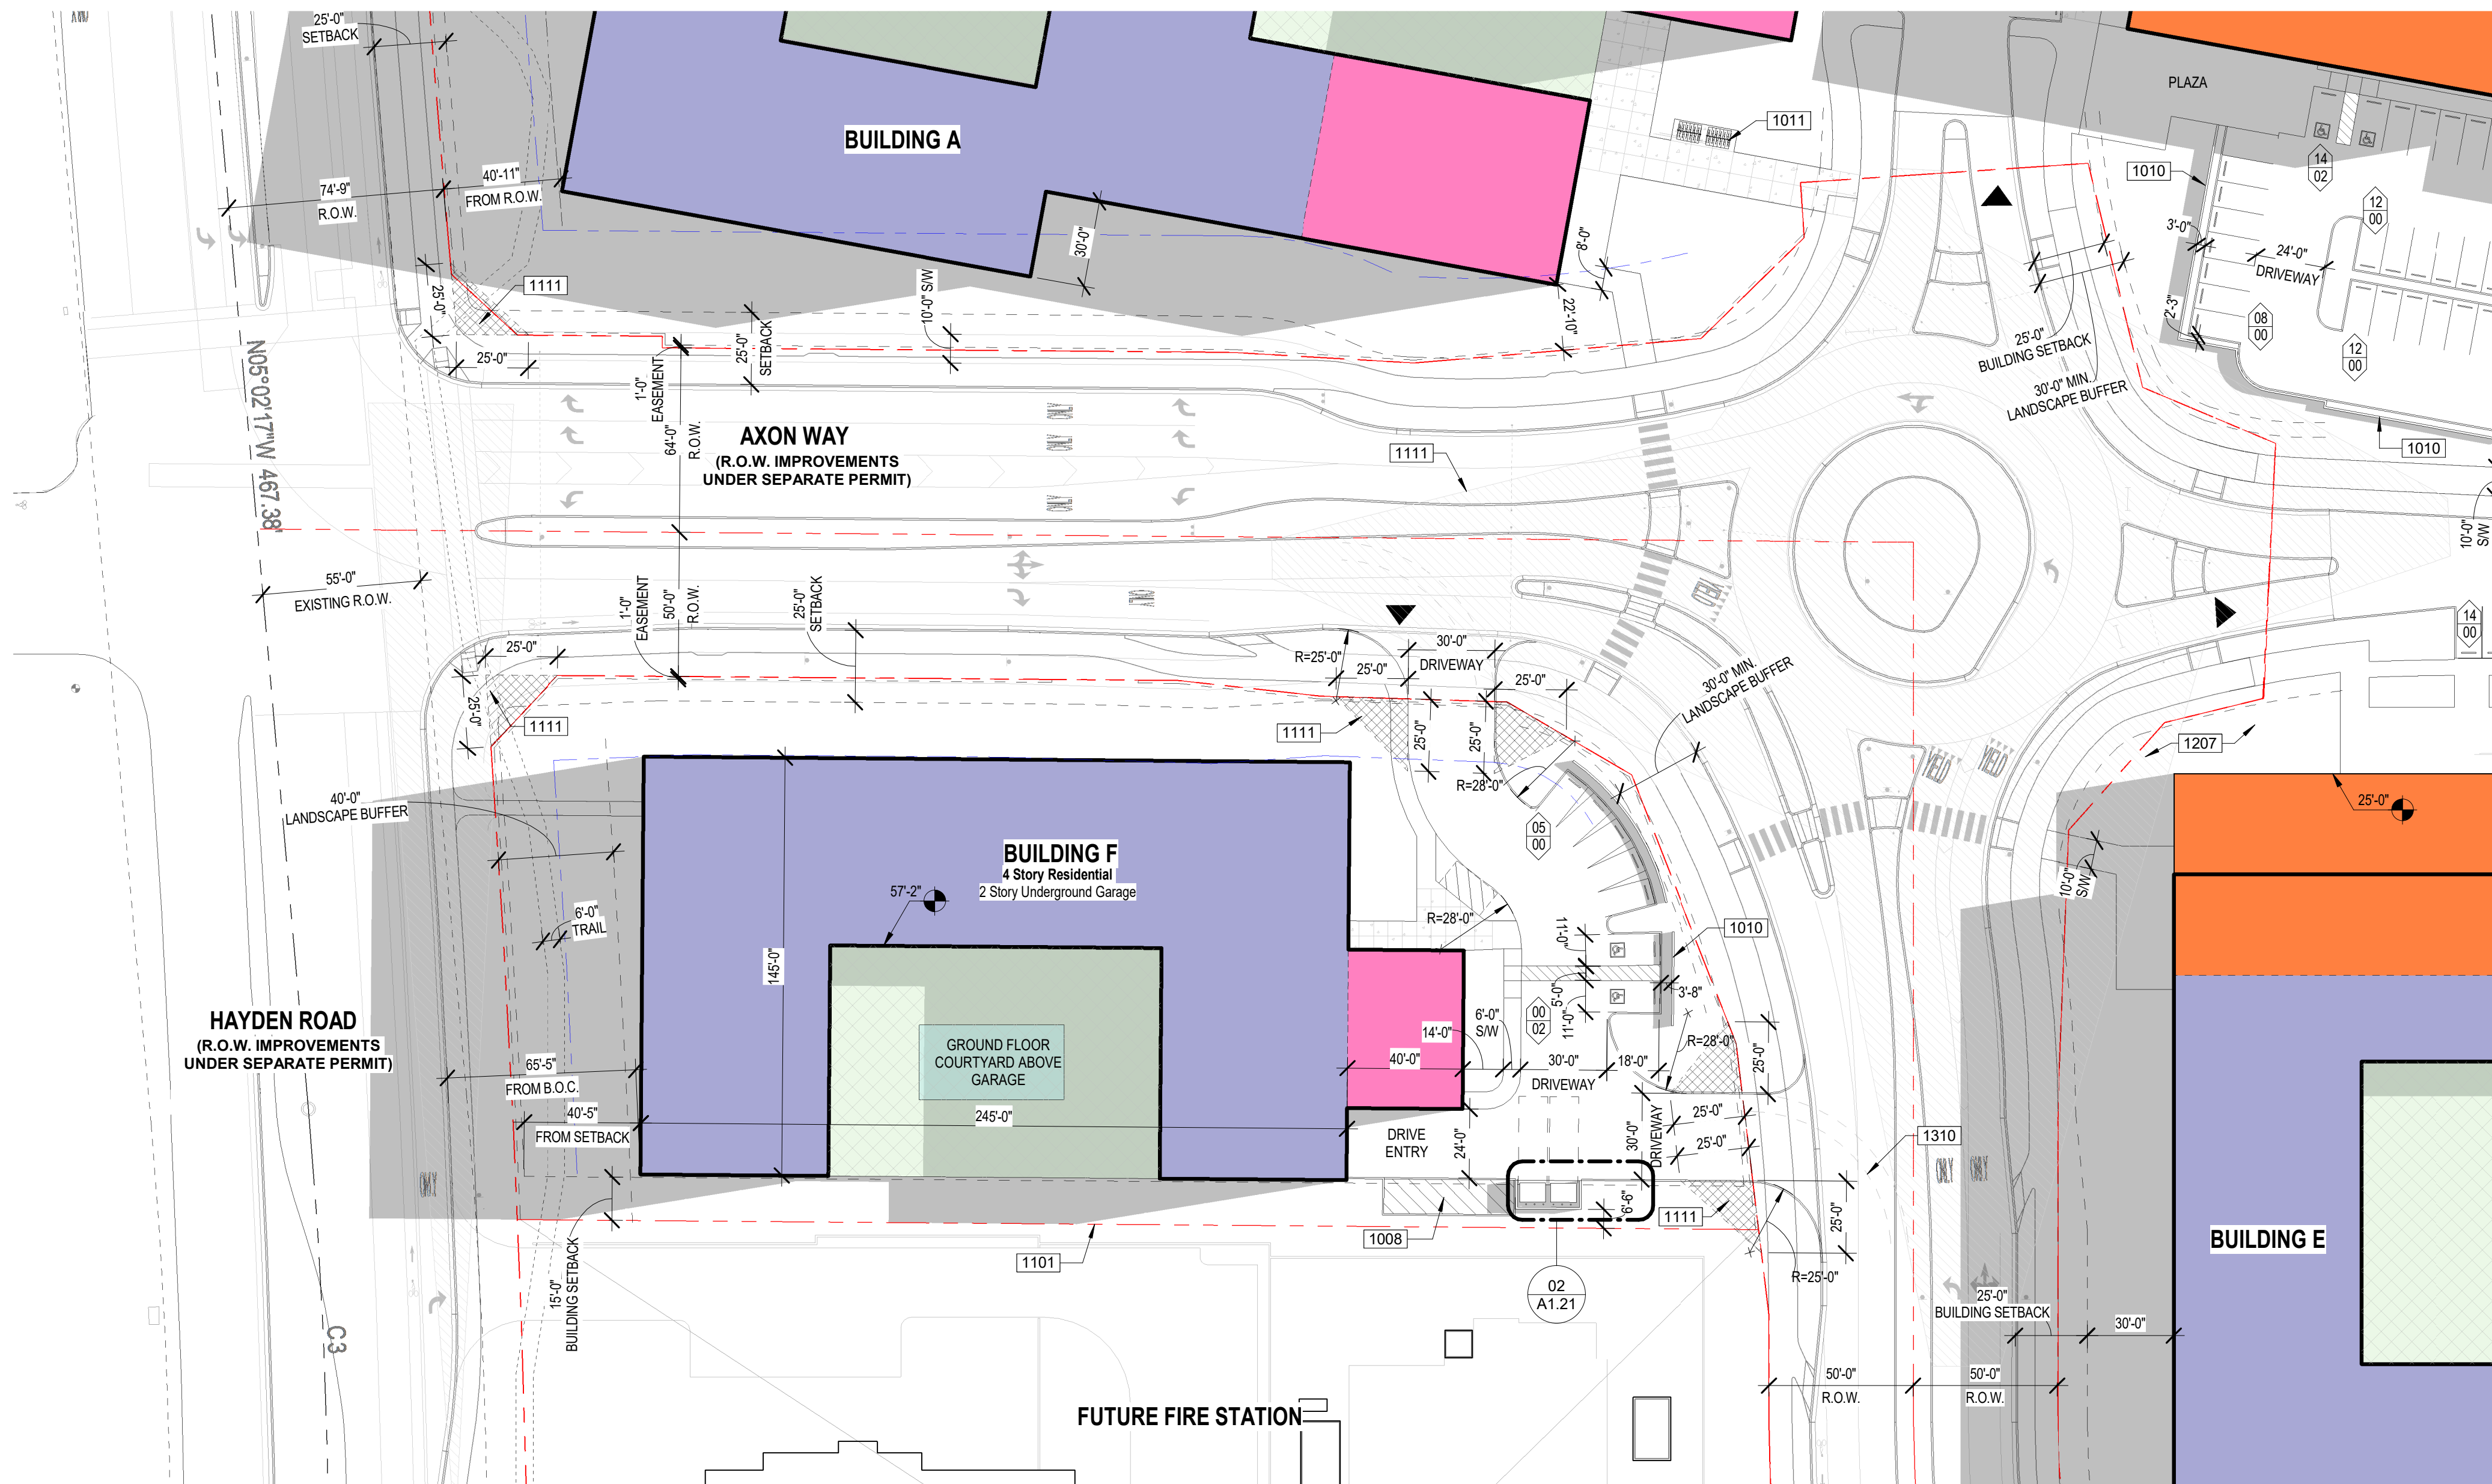 25'-0"
SETBACK
BUILDING A
PLAZA
1011
14
02
1010
12
00
74'-9"
R.O.W.
40'-11"
FROM R.O.W.
30'-0"
8'-0"
3'-0"
24'-0"
DRIVEWAY
1111
25'-0"
25'-0"
10'-0" S/W
25'-0"
SETBACK
22'-10"
2'-3"
08
00
12
00
25'-0"
BUILDING SETBACK
30'-0" MIN.
LANDSCAPE BUFFER
1'-0"
EASEMENT
64'-0"
R.O.W.
N05°02'17"W 467.38'
AXON WAY
(R.O.W. IMPROVEMENTS
UNDER SEPARATE PERMIT)
ONLY
ONLY
ONLY
1111
1010
10'-0"
S/W
55'-0"
EXISTING R.O.W.
1'-0"
EASEMENT
50'-0"
R.O.W.
25'-0"
SETBACK
ONLY
YIELD
14
00
25'-0"
25'-0"
1111
R=25'-0"
25'-0"
30'-0"
DRIVEWAY
25'-0"
30'-0" MIN.
LANDSCAPE BUFFER
1111
25'-0"
25'-0"
R=28'-0"
YIELD
YIELD
1207
25'-0"
40'-0"
LANDSCAPE BUFFER
05
00
BUILDING F
4 Story Residential
2 Story Underground Garage
57'-2"
6'-0"
TRAIL
145'-0"
R=28'-0"
11'-0"
5'-0"
11'-0"
1010
3'-8"
10'-0"
S/W
HAYDEN ROAD
(R.O.W. IMPROVEMENTS
UNDER SEPARATE PERMIT)
GROUND FLOOR
COURTYARD ABOVE
GARAGE
00
02
14'-0"
6'-0"
S/W
40'-0"
30'-0"
DRIVEWAY
18'-0"
R=28'-0"
25'-0"
65'-5"
FROM B.O.C.
40'-5"
FROM SETBACK
245'-0"
DRIVE
ENTRY
24'-0"
30'-0"
DRIVEWAY
25'-0"
25'-0"
1310
ONLY
ONLY
ONLY
6'-6"
1111
25'-0"
1008
1101
15'-0"
BUILDING SETBACK
02
A1.21
R=25'-0"
BUILDING E
25'-0"
BUILDING SETBACK
30'-0"
C3
50'-0"
R.O.W.
50'-0"
R.O.W.
FUTURE FIRE STATION